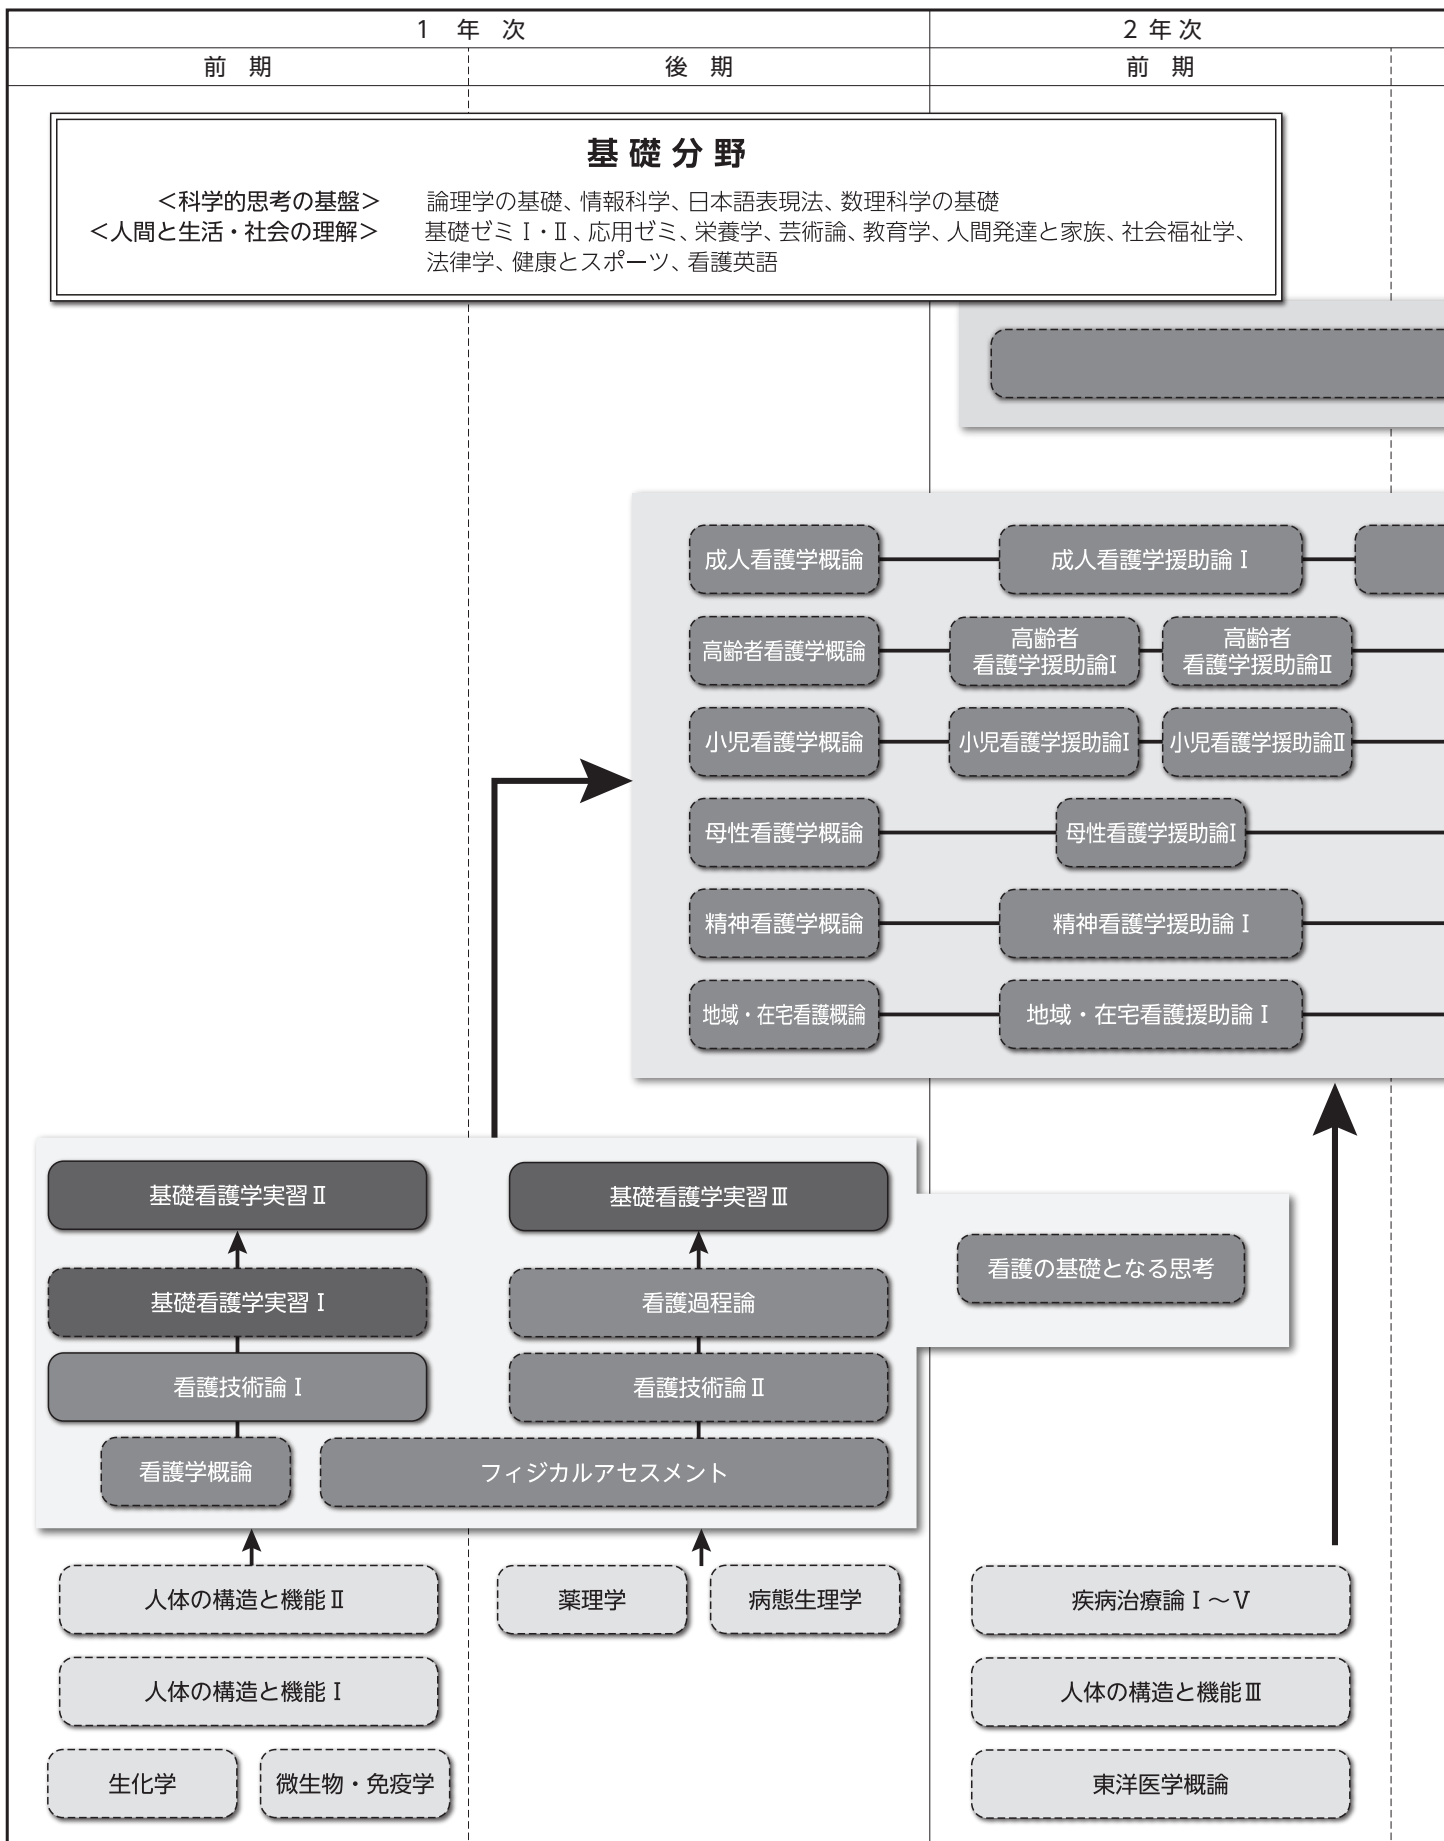 1 年 次
2 年 次
前 期
後 期
前 期
基 礎 分 野
＜科学的思考の基盤＞ 論理学の基礎、情報科学、日本語表現法、数理科学の基礎
＜人間と生活・社会の理解＞ 基礎ゼミⅠ・Ⅱ、応用ゼミ、栄養学、芸術論、教育学、人間発達と家族、社会福祉学、
法律学、健康とスポーツ、看護英語
成人看護学概論
成人看護学援助論Ⅰ
高齢者看護学概論
高齢者
看護学援助論Ⅰ
高齢者
看護学援助論Ⅱ
小児看護学概論
小児看護学援助論Ⅰ
小児看護学援助論Ⅱ
母性看護学概論
母性看護学援助論Ⅰ
精神看護学概論
精神看護学援助論Ⅰ
地域・在宅看護概論
地域・在宅看護援助論Ⅰ
基礎看護学実習Ⅱ
基礎看護学実習Ⅲ
看護の基礎となる思考
基礎看護学実習Ⅰ
看護過程論
看護技術論Ⅰ
看護技術論Ⅱ
看護学概論
フィジカルアセスメント
人体の構造と機能Ⅱ
薬理学
病態生理学
疾病治療論Ⅰ～Ⅴ
人体の構造と機能Ⅰ
人体の構造と機能Ⅲ
生化学
微生物・免疫学
東洋医学概論